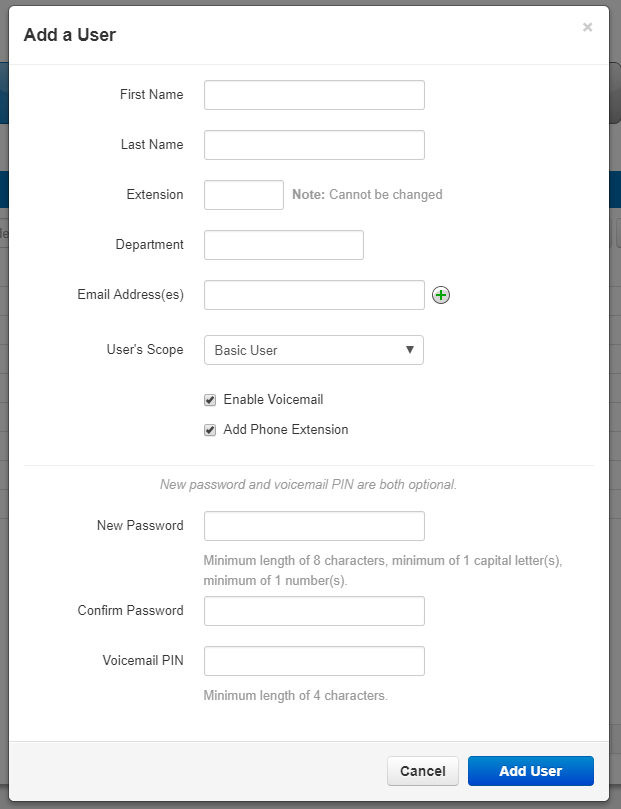 Add a User
×
First Name
Last Name
Extension
Note: Cannot be changed
Department
Email Address(es)
User's Scope
Basic User
Enable Voicemail
Add Phone Extension
New password and voicemail PIN are both optional.
New Password
Minimum length of 8 characters, minimum of 1 capital letter(s),
minimum of 1 number(s).
Confirm Password
Voicemail PIN
Minimum length of 4 characters.
Cancel
Add User